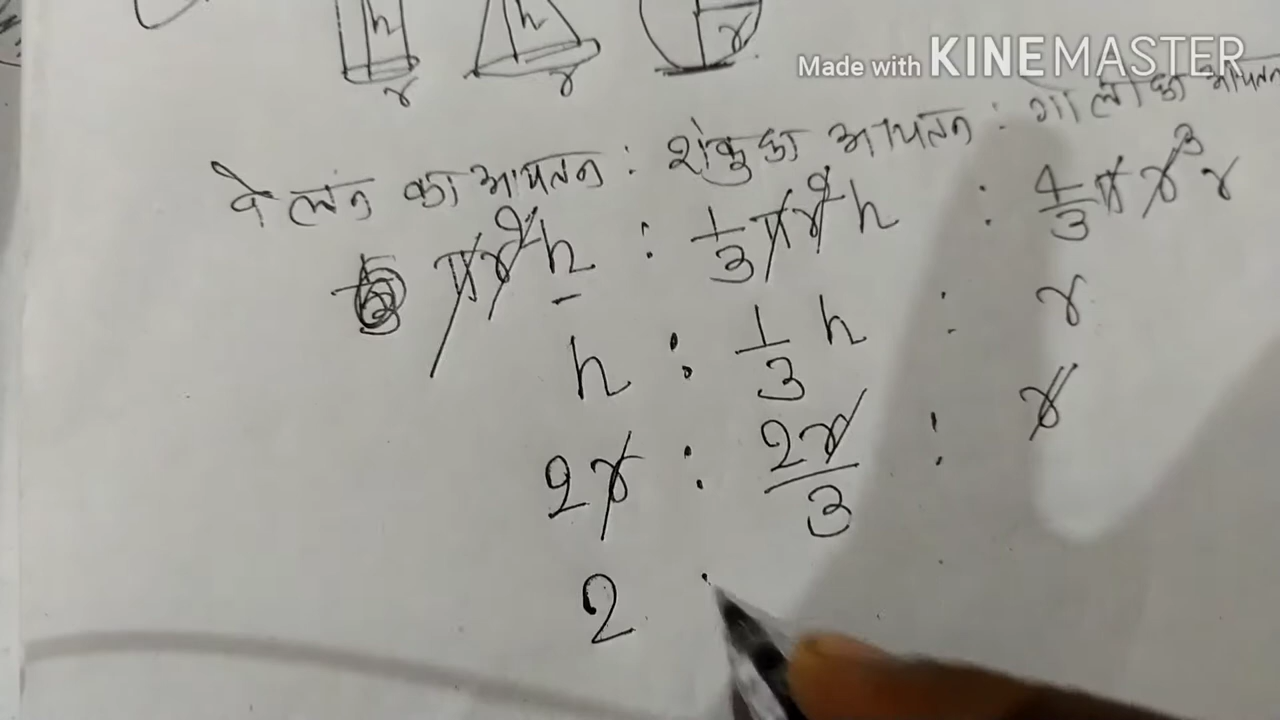 h h
r r r
Made with KINEMASTER
बेलन का आयतन : शंकु का आयतन : गोला का आयतन
πr²h : 1/3 πr²h : 4/3 πr³ r
h : 1/3 h : r
2r : 2r/3 : r
2 :